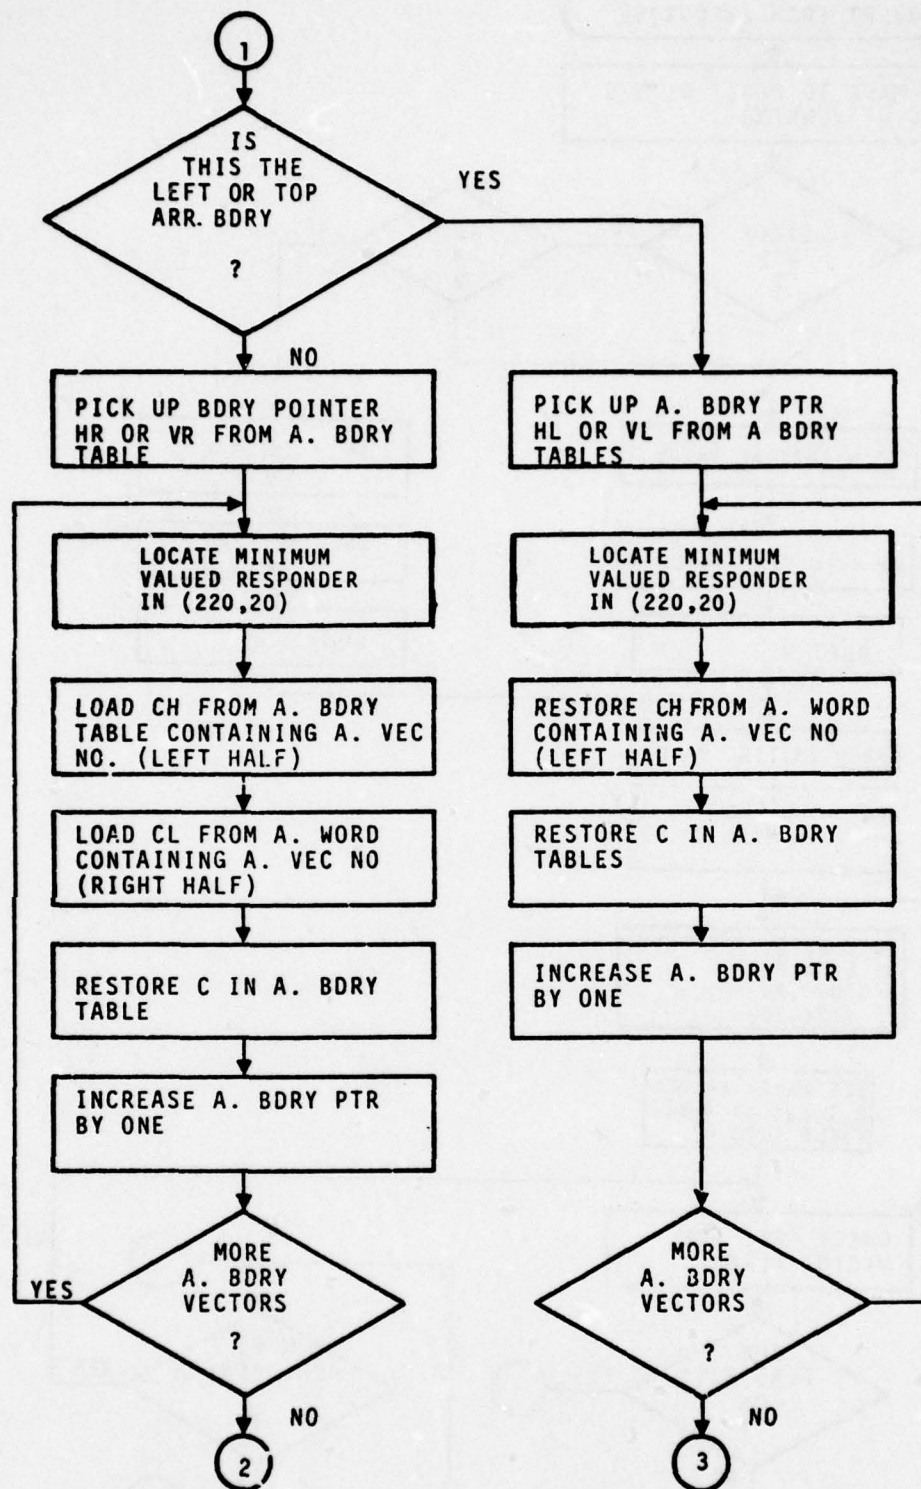 1
IS
THIS THE
LEFT OR TOP
ARR. BDRY
?
YES
NO
PICK UP BDRY POINTER
HR OR VR FROM A. BDRY
TABLE
LOCATE MINIMUM
VALUED RESPONDER
IN (220,20)
LOAD CH FROM A. BDRY
TABLE CONTAINING A. VEC
NO. (LEFT HALF)
LOAD CL FROM A. WORD
CONTAINING A. VEC NO
(RIGHT HALF)
RESTORE C IN A. BDRY
TABLE
INCREASE A. BDRY PTR
BY ONE
MORE
A. BDRY
VECTORS
?
YES
NO
2
PICK UP A. BDRY PTR
HL OR VL FROM A BDRY
TABLES
LOCATE MINIMUM
VALUED RESPONDER
IN (220,20)
RESTORE CH FROM A. WORD
CONTAINING A. VEC NO
(LEFT HALF)
RESTORE C IN A. BDRY
TABLES
INCREASE A. BDRY PTR
BY ONE
MORE
A. BDRY
VECTORS
?
NO
3